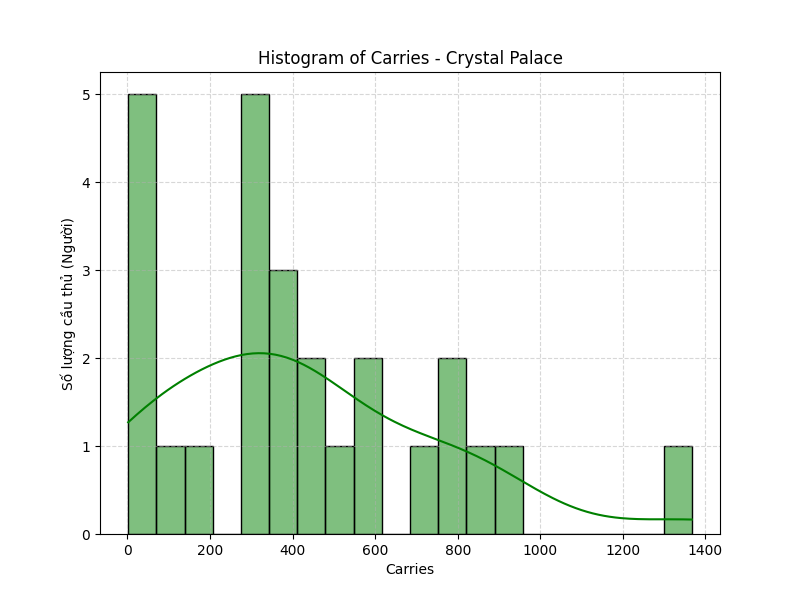 Histogram of Carries - Crystal Palace
Số lượng cầu thủ (Người)
5
4
3
2
1
0
0 200 400 600 800 1000 1200 1400
Carries